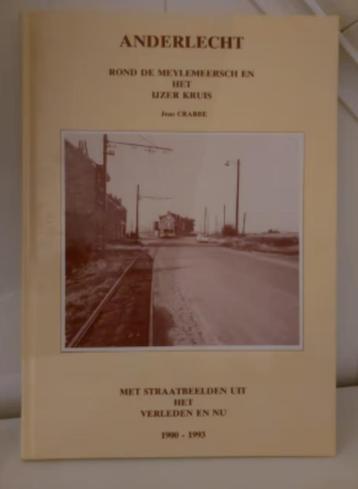 ANDERLECHT
ROND DE MEYLEMEERSCH EN
HET
IJZER KRUIS
Jean CRABBE
MET STRAATBEELDEN UIT
HET
VERLEDEN EN NU
1900 - 1993